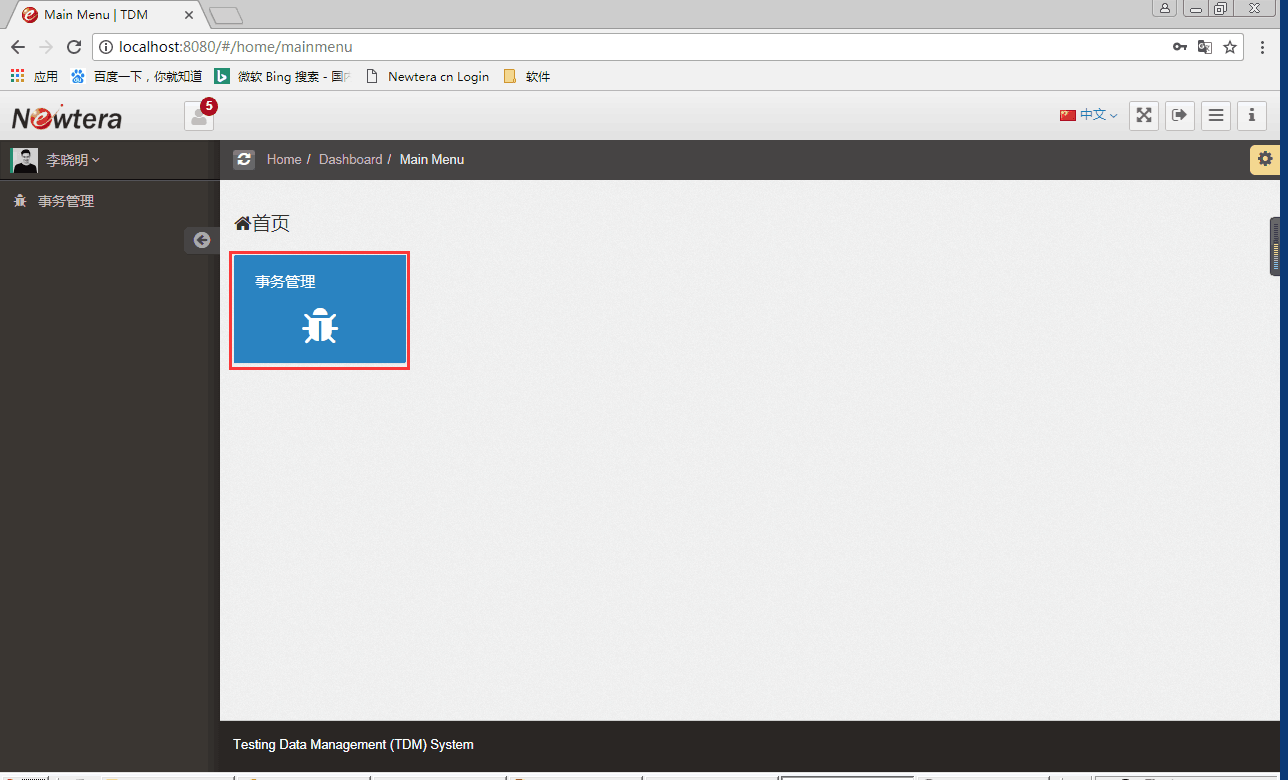 Main Menu | TDM
localhost:8080/#/home/mainmenu
应用 百度一下，你就知道 微软 Bing 搜索 - 国 Newtera cn Login 软件
Newtera 5 中文
李晓明 Home / Dashboard / Main Menu
事务管理
首页
事务管理
Testing Data Management (TDM) System